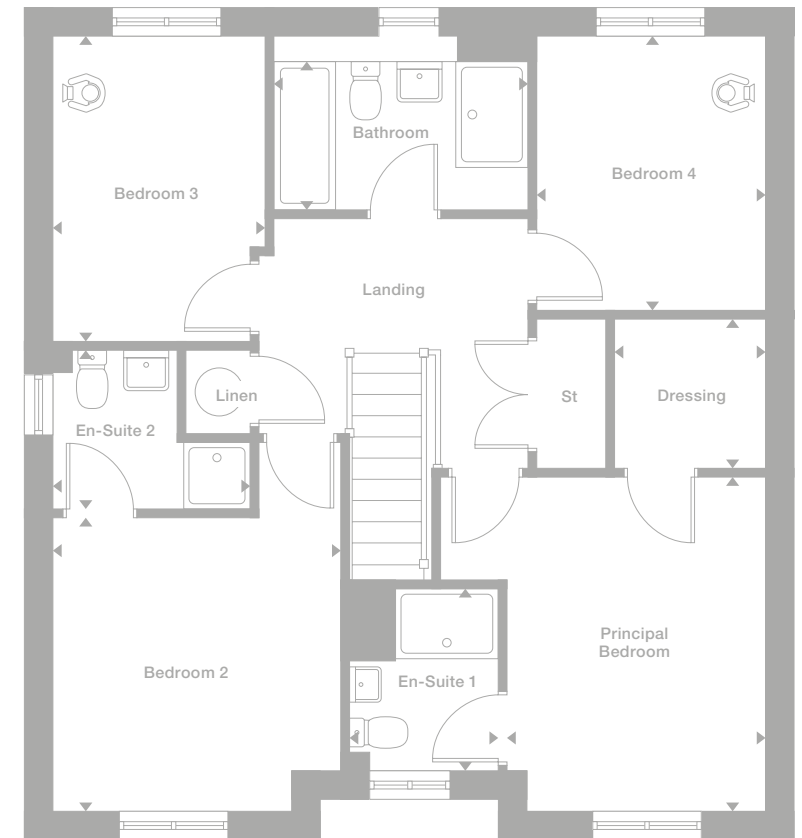 Bathroom
Bedroom 4
Bedroom 3
Landing
Linen
St
Dressing
En-Suite 2
Principal
Bedroom
Bedroom 2
En-Suite 1